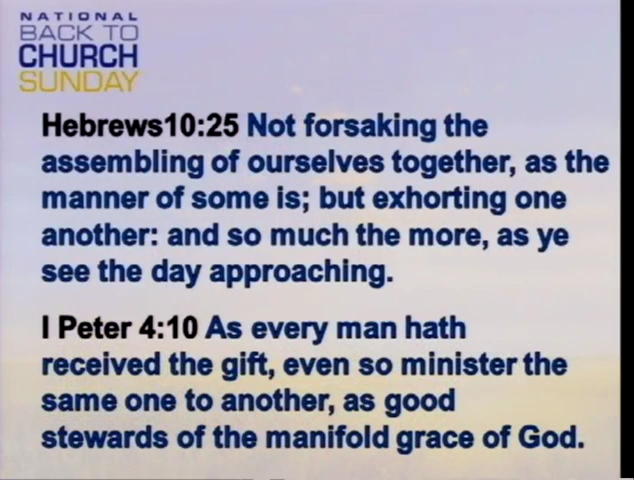 NATIONAL
BACK TO
CHURCH
SUNDAY
Hebrews10:25 Not forsaking the
assembling of ourselves together, as the
manner of some is; but exhorting one
another: and so much the more, as ye
see the day approaching.
I Peter 4:10 As every man hath
received the gift, even so minister the
same one to another, as good
stewards of the manifold grace of God.